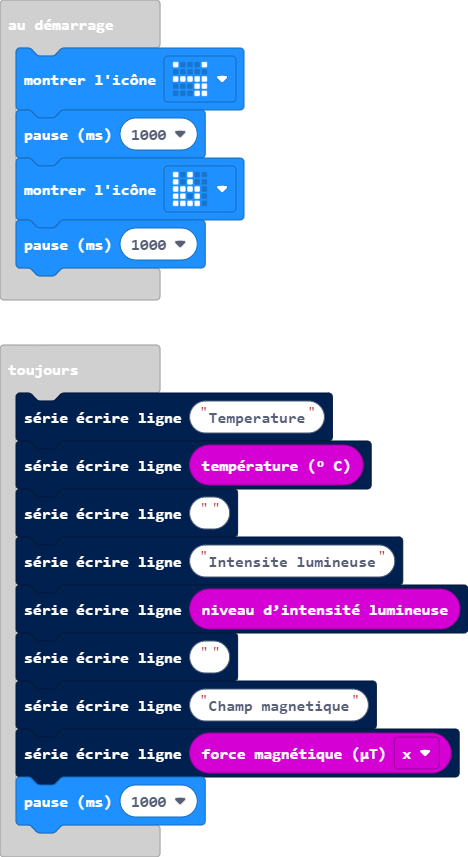 au démarrage
montrer l'icône
pause (ms) 1000
montrer l'icône
pause (ms) 1000
toujours
série écrire ligne "Temperature"
série écrire ligne température (º C)
série écrire ligne " "
série écrire ligne "Intensite lumineuse"
série écrire ligne niveau d’intensité lumineuse
série écrire ligne " "
série écrire ligne "Champ magnetique"
série écrire ligne force magnétique (µT) x
pause (ms) 1000